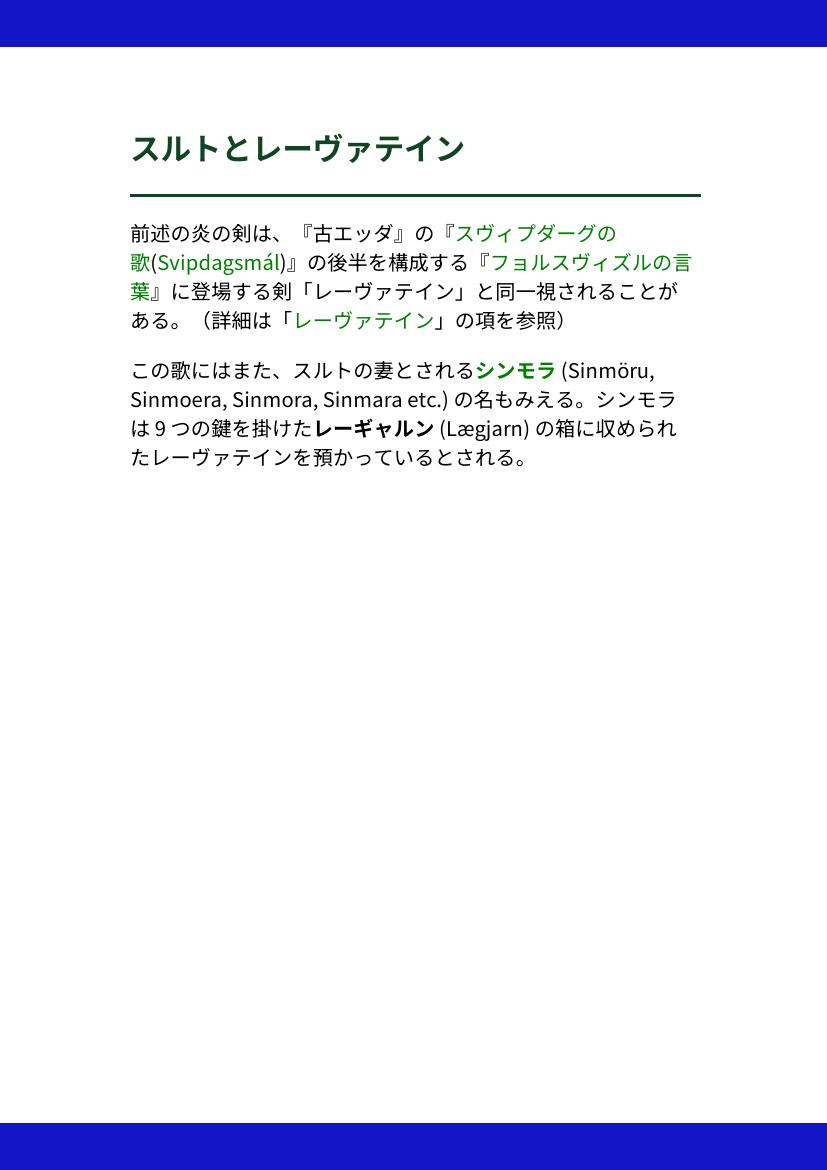 スルトとレーヴァテイン
前述の炎の剣は、『古エッダ』の『スヴィプダーグの
歌(Svipdagsmál)』の後半を構成する『フョルスヴィズルの言
葉』に登場する剣「レーヴァテイン」と同一視されることが
ある。（詳細は「レーヴァテイン」の項を参照）
この歌にはまた、スルトの妻とされるシンモラ (Sinmöru,
Sinmoera, Sinmora, Sinmara etc.) の名もみえる。シンモラ
は 9 つの鍵を掛けたレーギャルン (Lægjarn) の箱に収められ
たレーヴァテインを預かっているとされる。